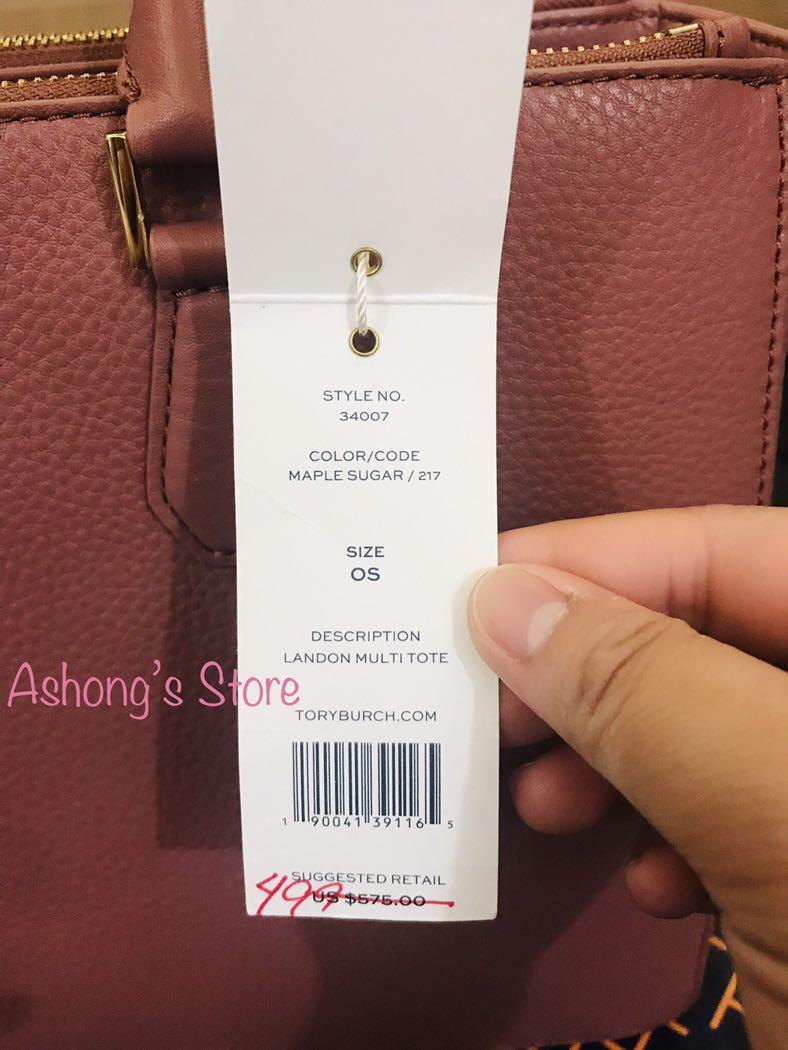 STYLE NO.
34007
COLOR/CODE
MAPLE SUGAR / 217
SIZE
OS
DESCRIPTION
LANDON MULTI TOTE
Ashong's Store
TORYBURCH.COM
1 90041 39116 5
SUGGESTED RETAIL
499 US $575.00